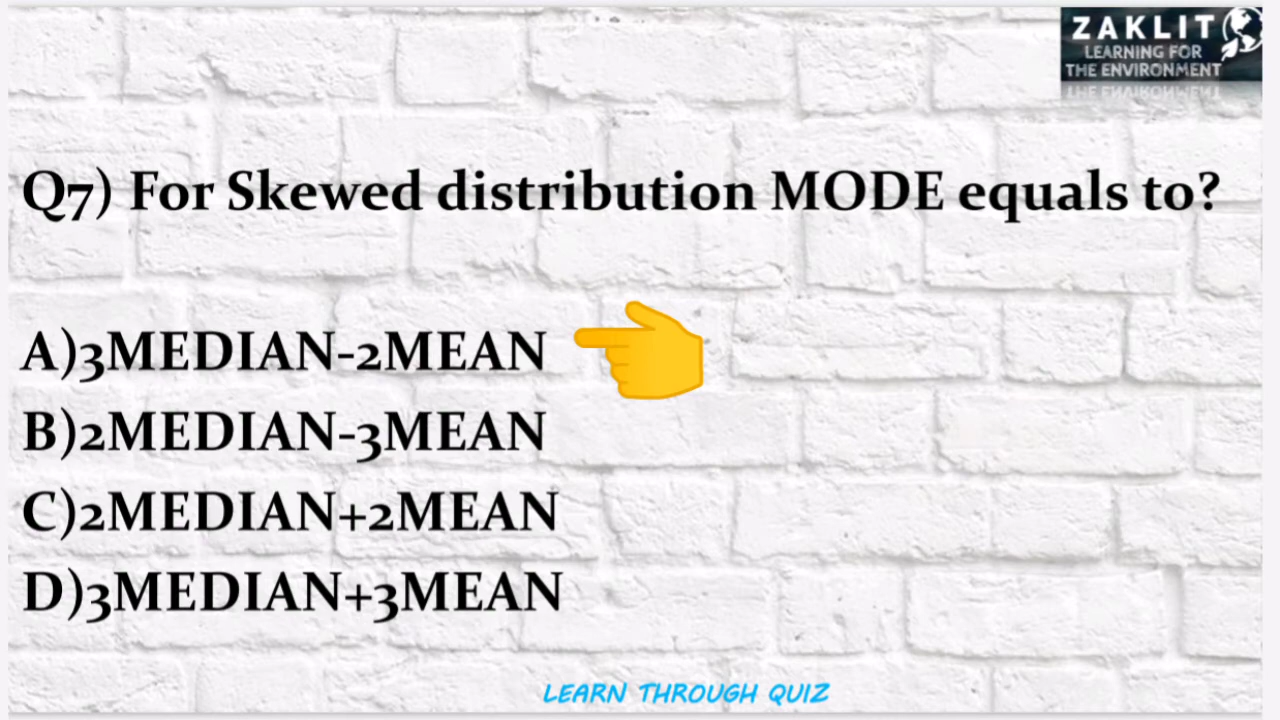 ZAKLIT
LEARNING FOR
THE ENVIRONMENT
Q7) For Skewed distribution MODE equals to?
A)3MEDIAN-2MEAN
B)2MEDIAN-3MEAN
C)2MEDIAN+2MEAN
D)3MEDIAN+3MEAN
LEARN THROUGH QUIZ